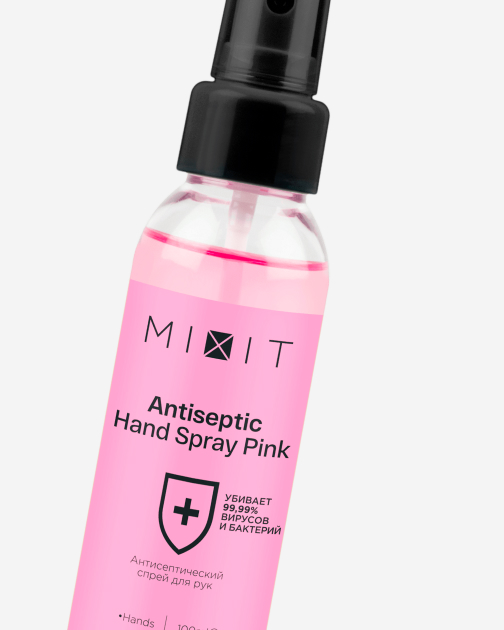 MIXIT
Antiseptic
Hand Spray Pink
УБИВАЕТ
99,99%
ВИРУСОВ
И БАКТЕРИЙ
Антисептический
спрей для рук
•Hands